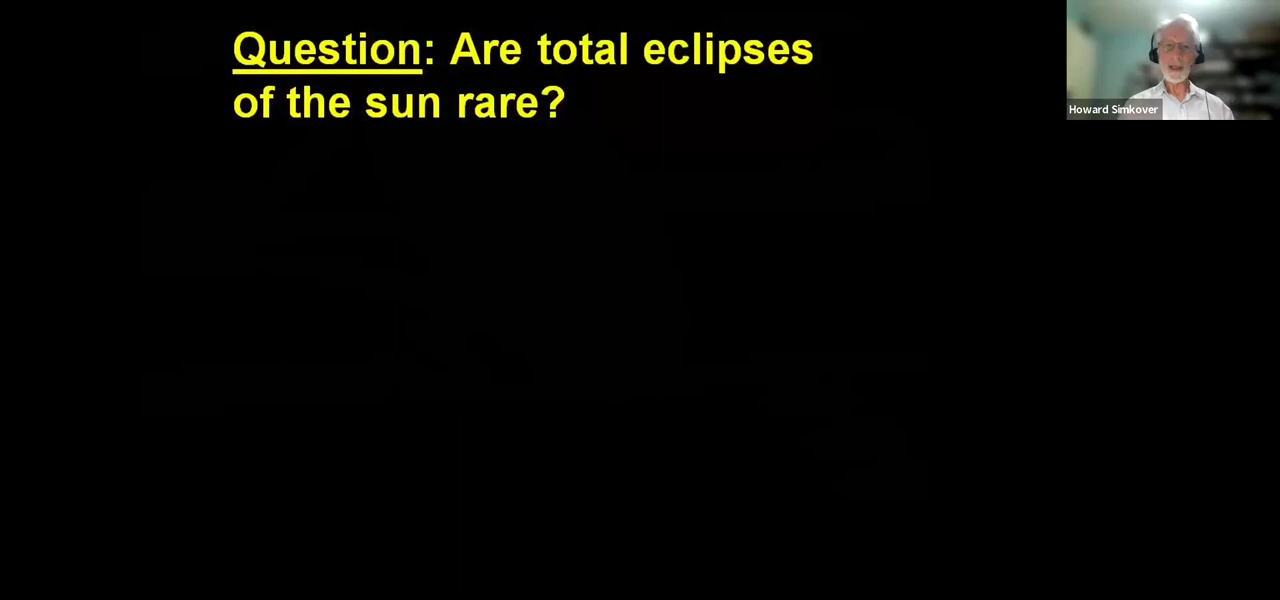 Question: Are total eclipses
of the sun rare?
Howard Simkover